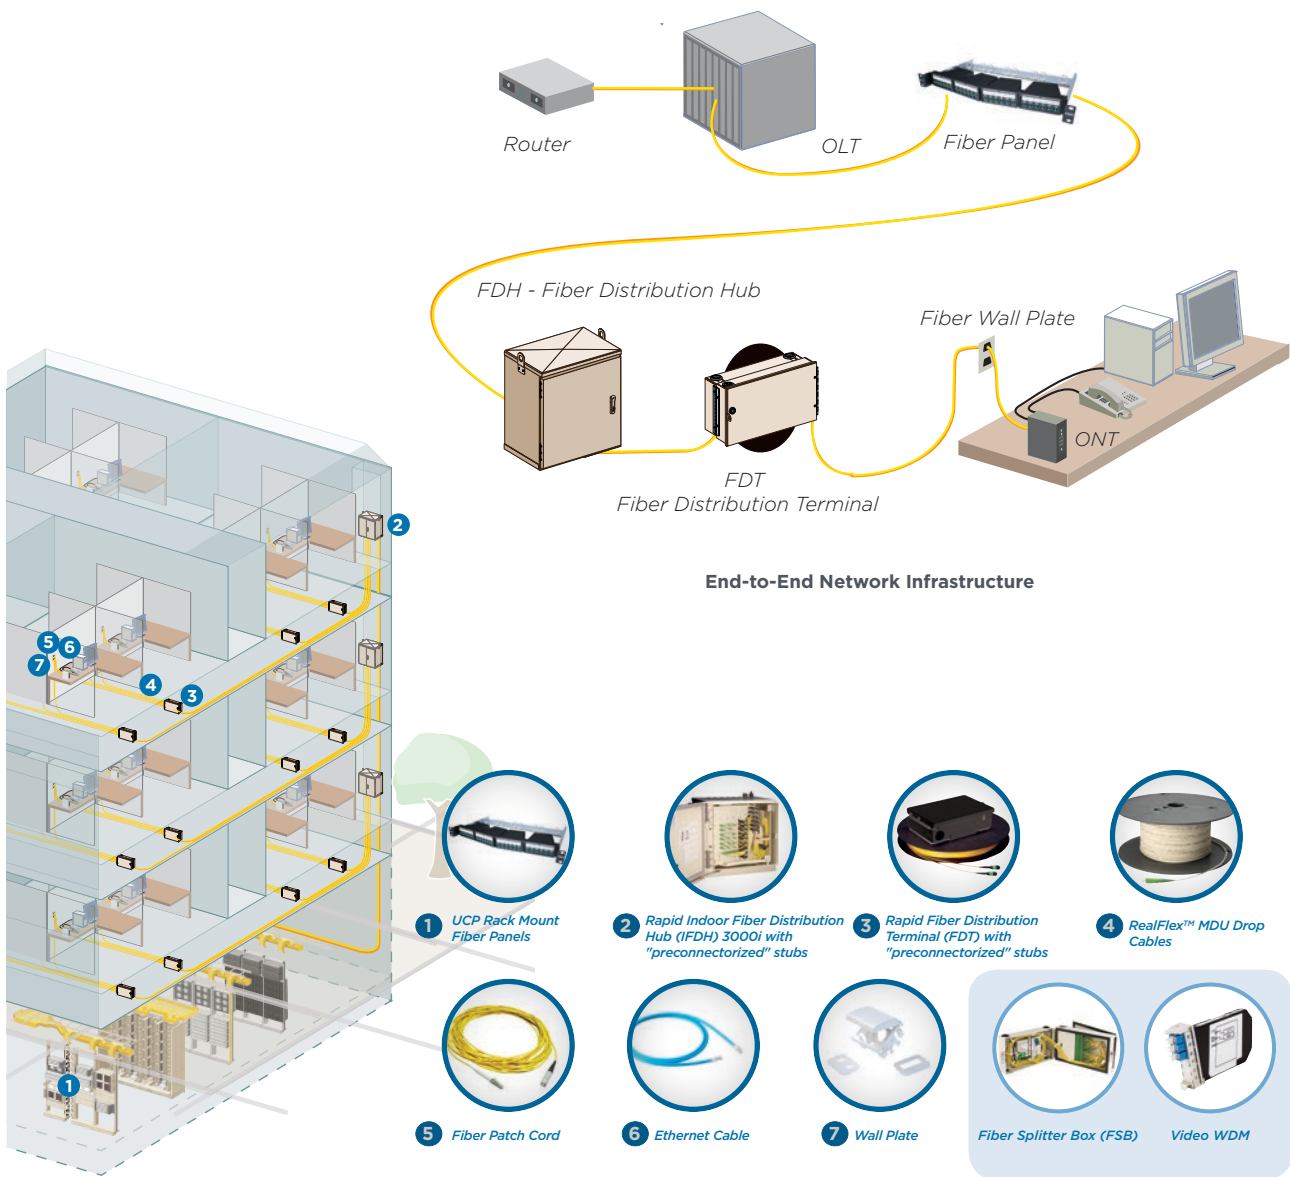 Router
OLT
Fiber Panel
FDH - Fiber Distribution Hub
Fiber Wall Plate
ONT
FDT
Fiber Distribution Terminal
End-to-End Network Infrastructure
2
5
6
7
4
3
1
1 UCP Rack Mount
Fiber Panels
2 Rapid Indoor Fiber Distribution
Hub (IFDH) 3000i with
"preconnectorized" stubs
3 Rapid Fiber Distribution
Terminal (FDT) with
"preconnectorized" stubs
4 RealFlex™ MDU Drop
Cables
5 Fiber Patch Cord
6 Ethernet Cable
7 Wall Plate
Fiber Splitter Box (FSB)
Video WDM